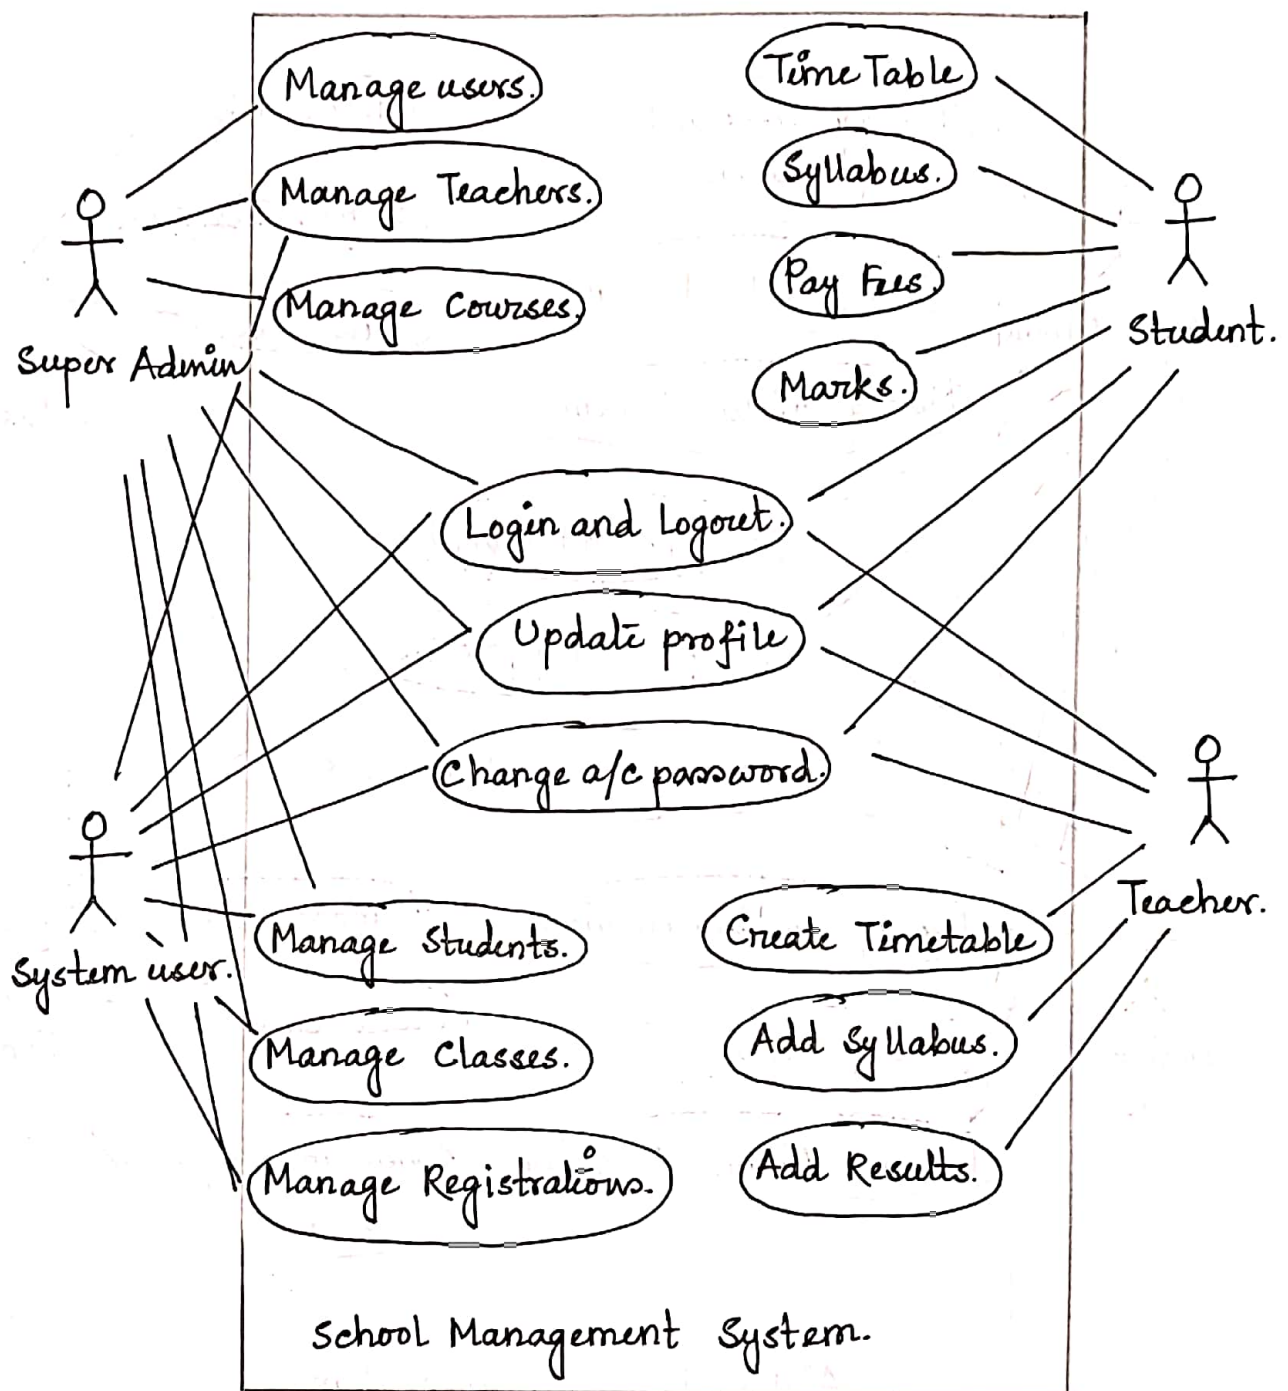 Manage users.
Time Table
Manage Teachers.
Syllabus.
Manage Courses.
Pay Fees.
Super Admin
Student.
Marks.
Login and Logout.
Update profile
Change a/c password.
Manage Students.
Create Timetable
Teacher.
System user.
Manage Classes.
Add Syllabus.
Manage Registrations.
Add Results.
School Management System.